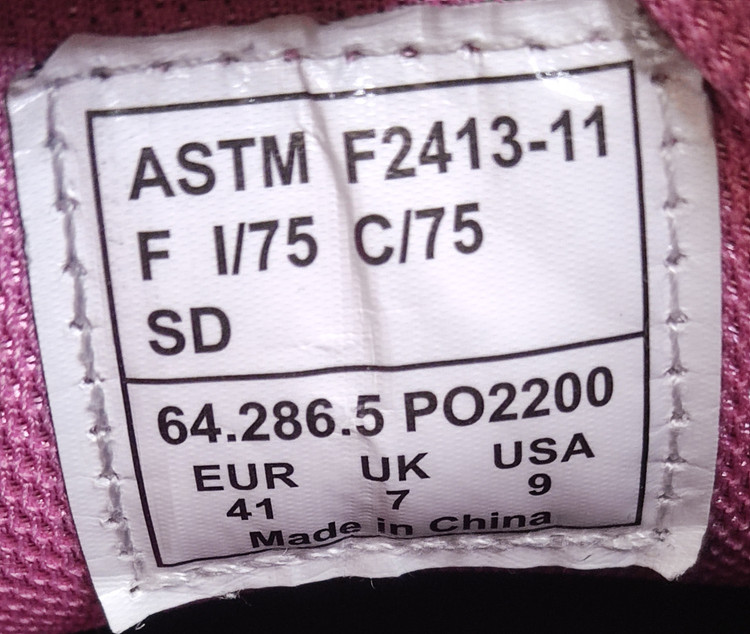 ASTM F2413-11
F I/75 C/75
SD
64.286.5 PO2200
EUR UK USA
41 7 9
Made in China